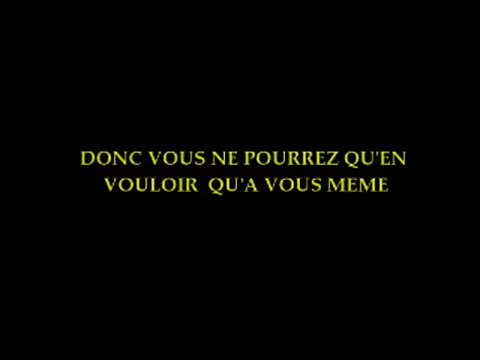 DONC VOUS NE POURREZ QU'EN
VOULOIR QU'A VOUS MEME